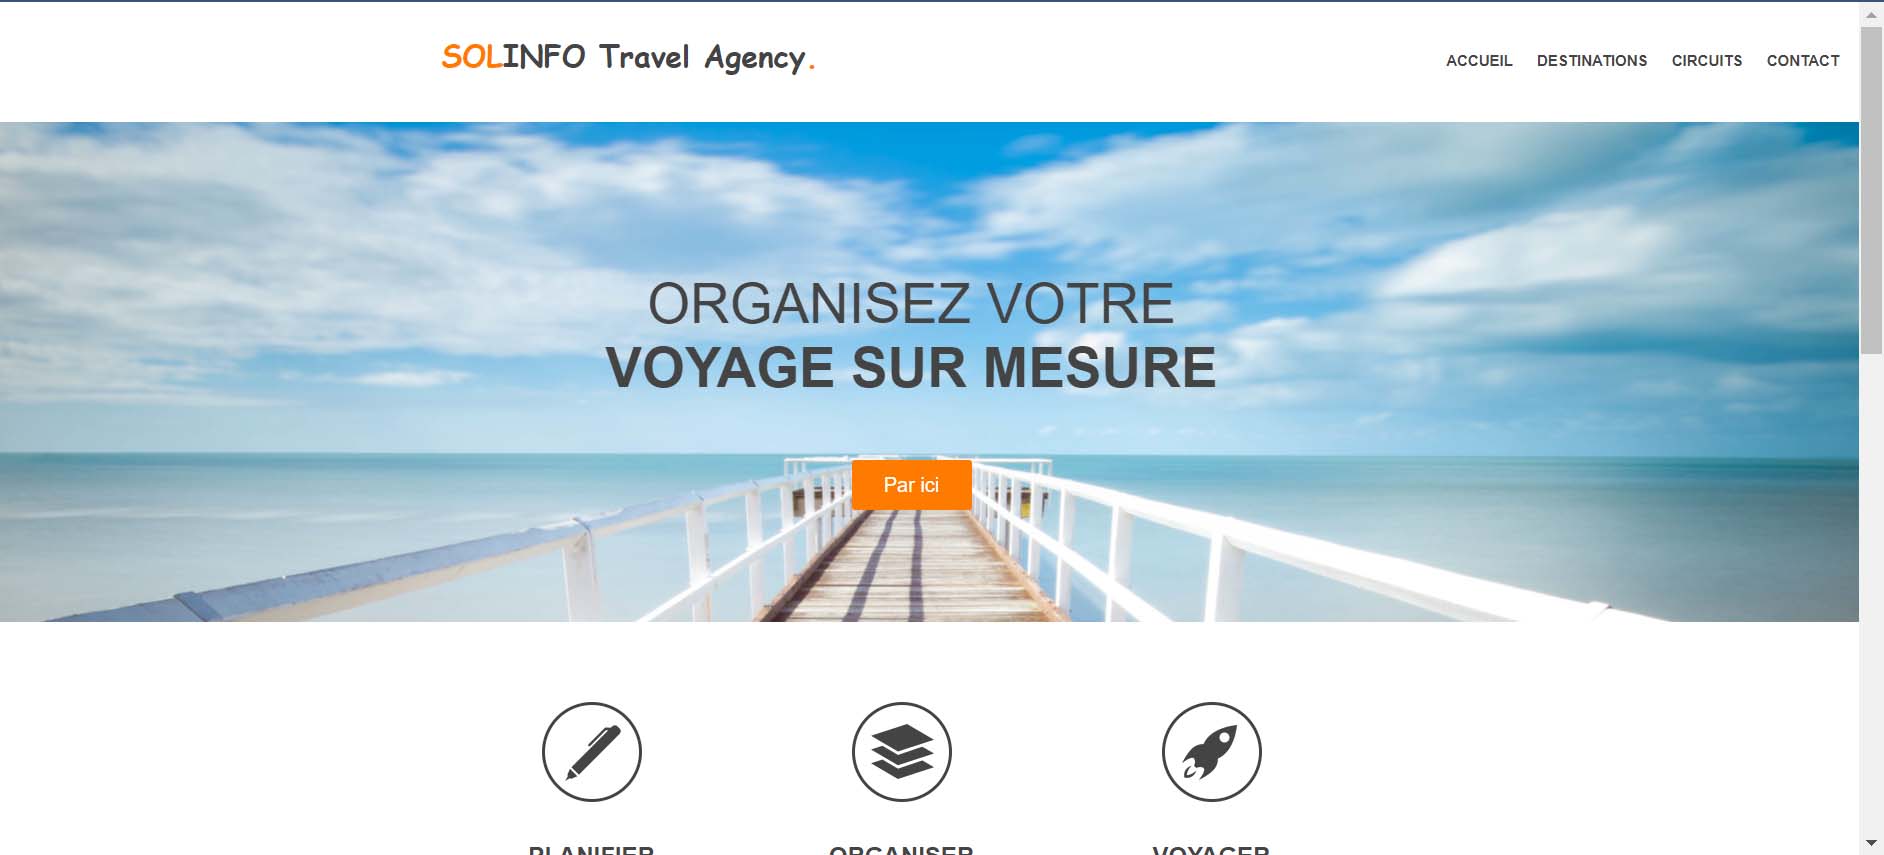 SOLINFO Travel Agency.
ACCUEIL DESTINATIONS CIRCUITS CONTACT
ORGANISEZ VOTRE
VOYAGE SUR MESURE
Par ici
PLANIFIER ORGANISER VOYAGER